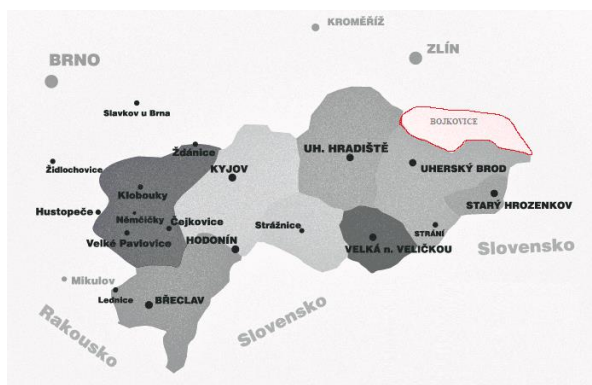 KROMĚŘÍŽ
ZLÍN
BRNO
Slavkov u Brna
BOJKOVICE
Ždánice
UH. HRADIŠTĚ
Židlochovice
KYJOV
UHERSKÝ BROD
Klobouky
STARÝ HROZENKOV
Hustopeče
Němčičky
Čejkovice
Strážnice
STRÁNÍ
Velké Pavlovice
HODONÍN
VELKÁ n. VELIČKOU
Slovensko
Mikulov
Lednice
BŘECLAV
Slovensko
Rakousko